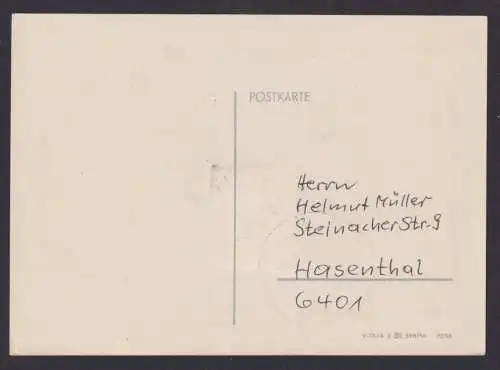 POSTKARTE
Herrn
Helmut Müller
Steinacher Str. 9
Hasenthal
6401